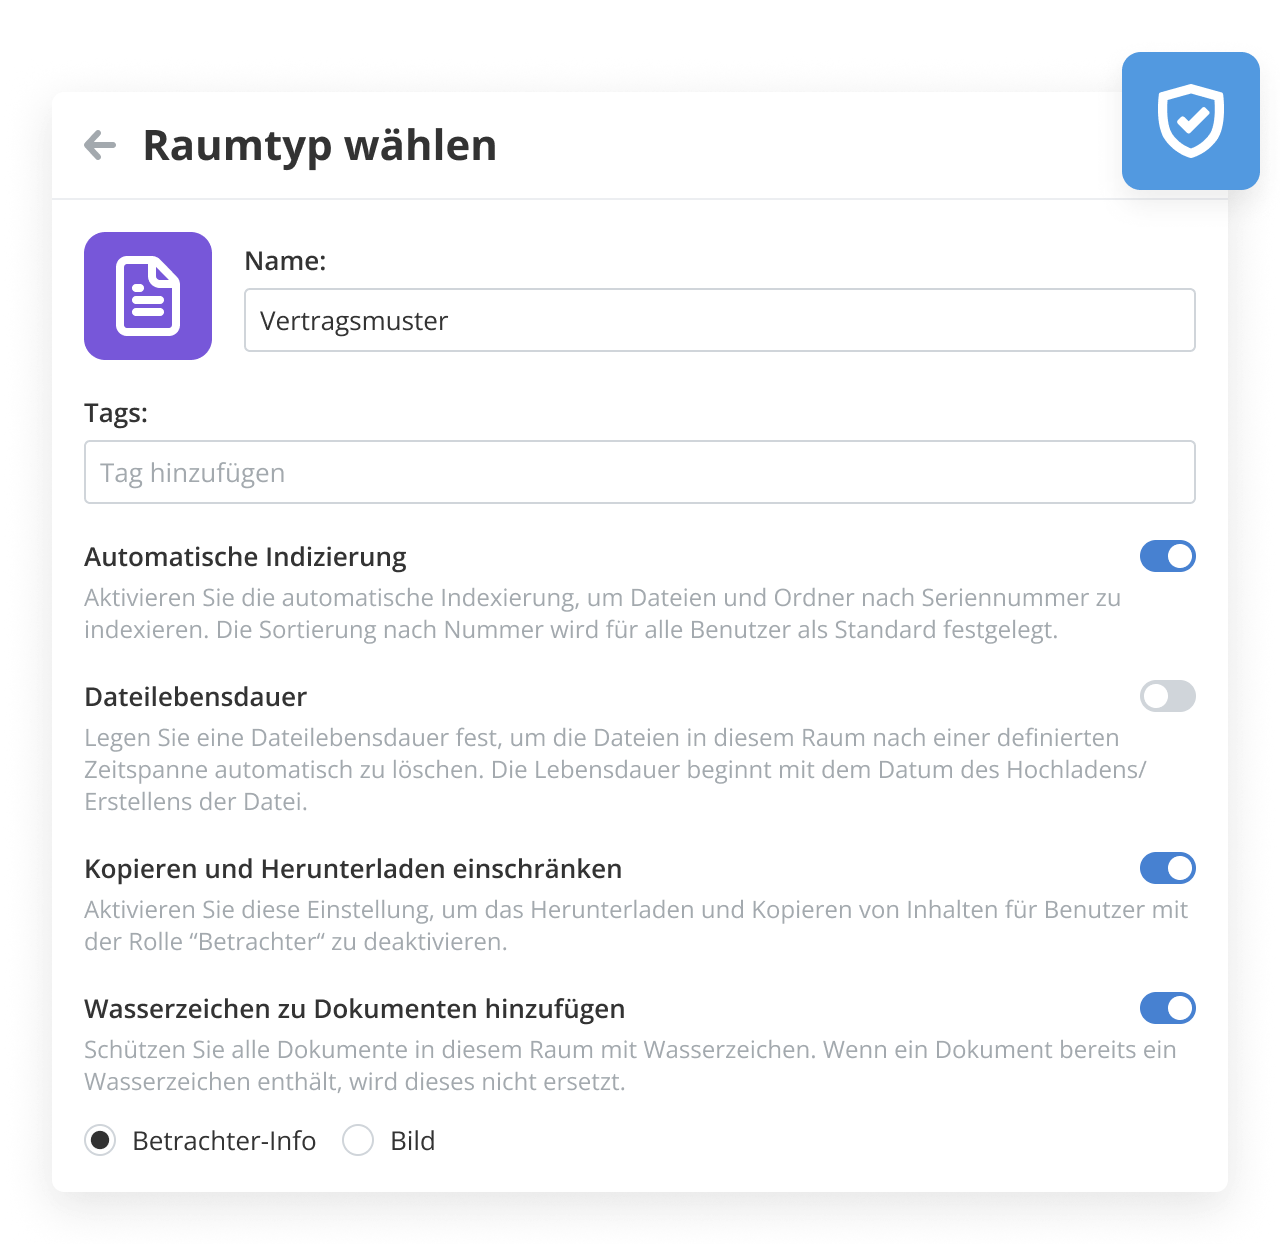 Raumtyp wählen
Name:
Vertragsmuster
Tags:
Tag hinzufügen
Automatische Indizierung
Aktivieren Sie die automatische Indexierung, um Dateien und Ordner nach Seriennummer zu
indexieren. Die Sortierung nach Nummer wird für alle Benutzer als Standard festgelegt.
Dateilebensdauer
Legen Sie eine Dateilebensdauer fest, um die Dateien in diesem Raum nach einer definierten
Zeitspanne automatisch zu löschen. Die Lebensdauer beginnt mit dem Datum des Hochladens/
Erstellens der Datei.
Kopieren und Herunterladen einschränken
Aktivieren Sie diese Einstellung, um das Herunterladen und Kopieren von Inhalten für Benutzer mit
der Rolle “Betrachter“ zu deaktivieren.
Wasserzeichen zu Dokumenten hinzufügen
Schützen Sie alle Dokumente in diesem Raum mit Wasserzeichen. Wenn ein Dokument bereits ein
Wasserzeichen enthält, wird dieses nicht ersetzt.
Betrachter-Info Bild